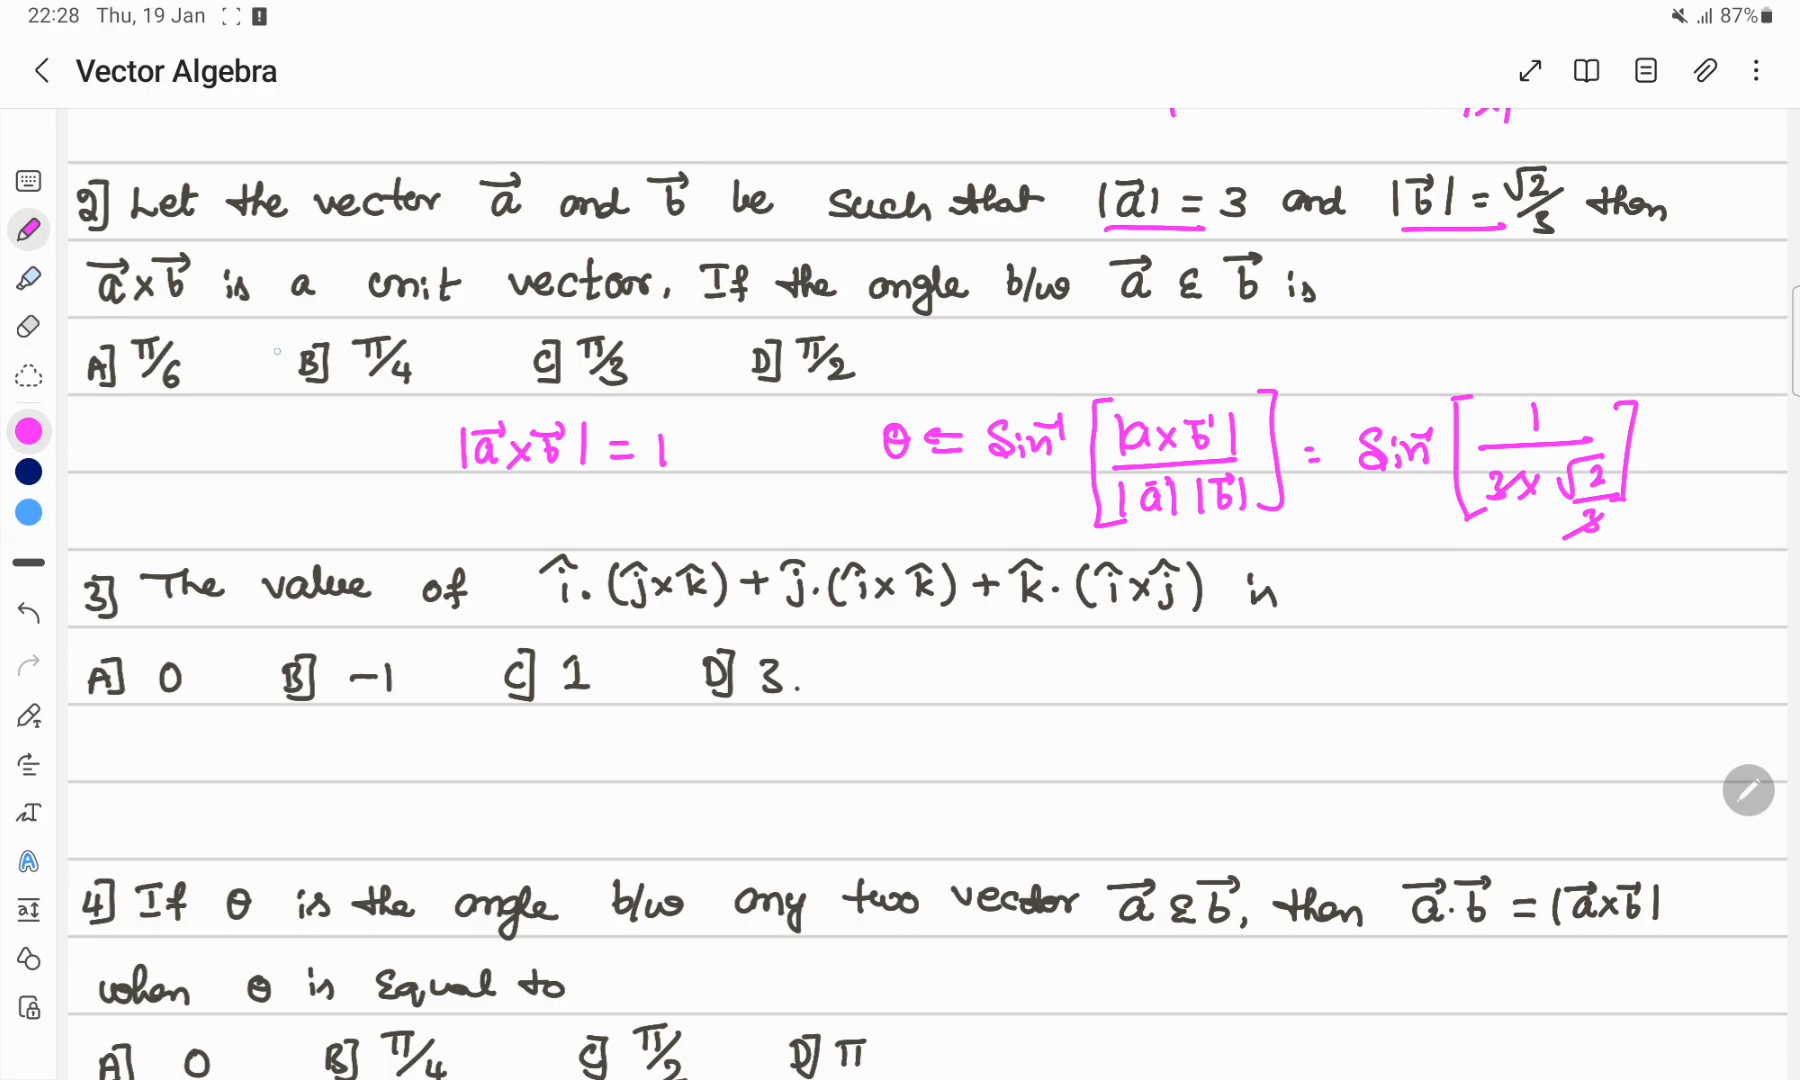 22:28 Thu, 19 Jan 87%
Vector Algebra
2] Let the vector a⃗ and b⃗ be such that |a⃗| = 3 and |b⃗| = √2/3 then
a⃗×b⃗ is a unit vector. If the angle b/w a⃗ & b⃗ is
A] π/6 B] π/4 C] π/3 D] π/2
|a⃗×b⃗| = 1 θ = Sin⁻¹ [|a×b⃗| / |a⃗| |b⃗|] = Sin⁻¹ [1 / 3×√2/3]
3] The value of î.(ĵ×k̂)+ĵ.(î×k̂)+k̂.(î×ĵ) is
A] 0 B] -1 C] 1 D] 3.
4] If θ is the angle b/w any two vector a⃗ & b⃗, then a⃗.b⃗ = |a⃗×b⃗|
when θ is Equal to
A] 0 B] π/4 C] π/2 D] π